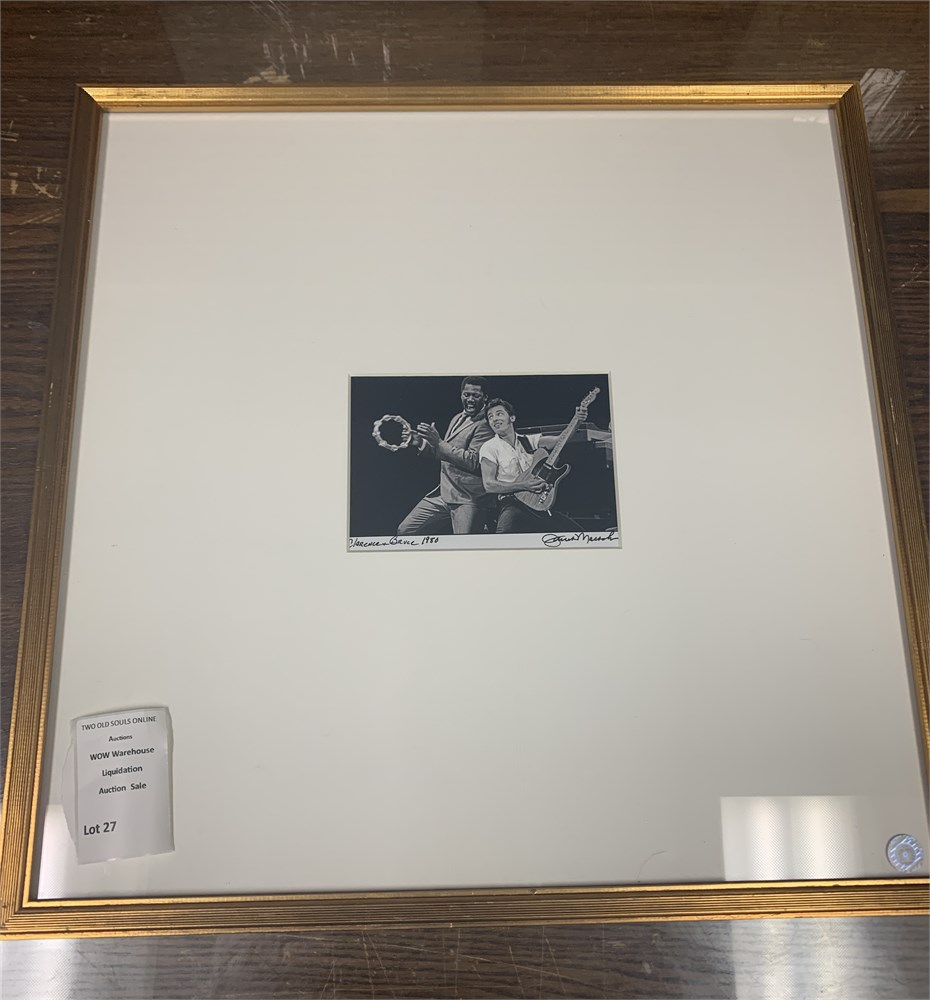 Clarence & Bruce 1980
TWO OLD SOULS ONLINE
Auctions
WOW Warehouse
Liquidation
Auction Sale
Lot 27